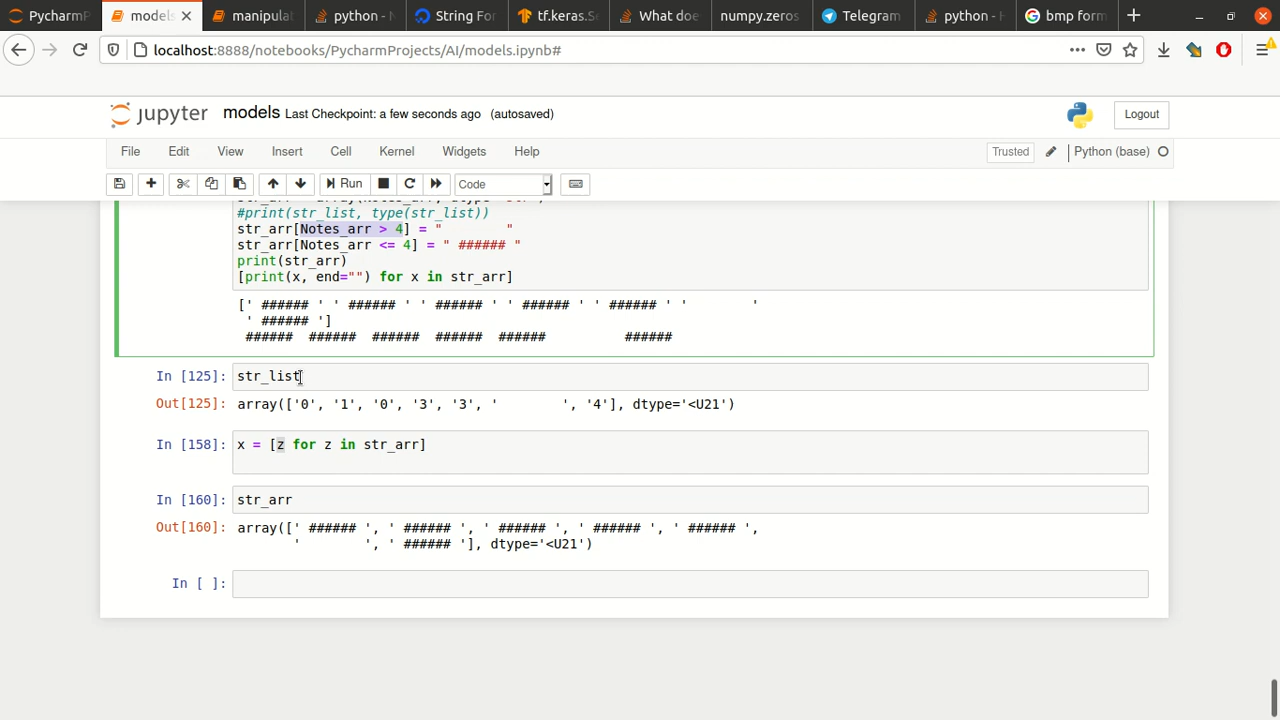 PycharmP
models
manipulat
python - N
String For
tf.keras.Se
What doe
numpy.zeros
Telegram
python - H
bmp form
localhost:8888/notebooks/PycharmProjects/AI/models.ipynb#
jupyter models Last Checkpoint: a few seconds ago (autosaved)
Logout
File Edit View Insert Cell Kernel Widgets Help
Trusted Python (base)
Run Code
#print(str_list, type(str_list))
str_arr[Notes_arr > 4] = "        "
str_arr[Notes_arr <= 4] = " ###### "
print(str_arr)
[print(x, end="") for x in str_arr]
[' ###### ' ' ###### ' ' ###### ' ' ###### ' ' ###### ' '        '
' ###### ']
###### ###### ###### ###### ###### ######
In [125]: str_list
Out[125]: array(['0', '1', '0', '3', '3', '        ', '4'], dtype='<U21')
In [158]: x = [z for z in str_arr]
In [160]: str_arr
Out[160]: array([' ###### ', ' ###### ', ' ###### ', ' ###### ', ' ###### ',
'        ', ' ###### '], dtype='<U21')
In [ ]: